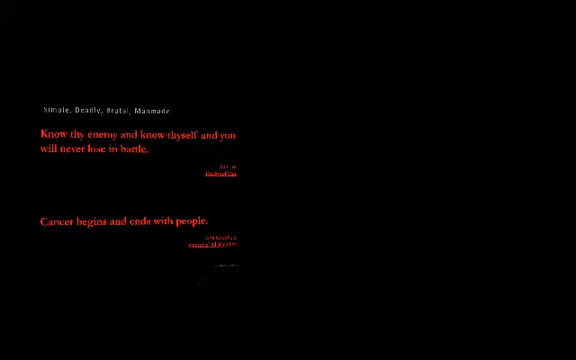 Simple, Deadly, Brutal, Manmade
Know thy enemy and know thyself and you
will never lose in battle.
Cancer begins and ends with people.